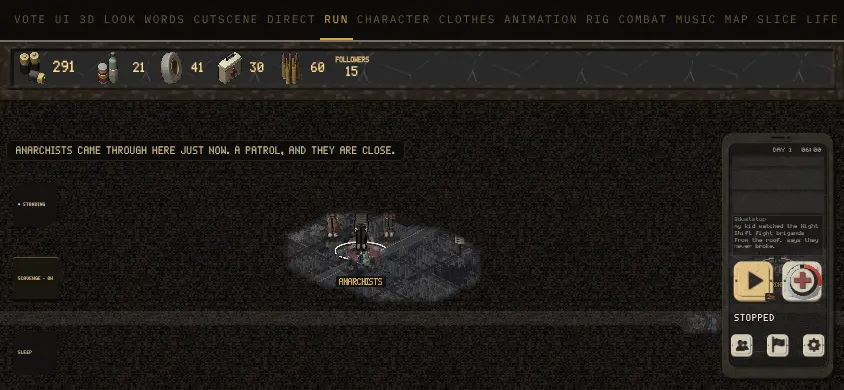 VOTE UI 3D LOOK WORDS CUTSCENE DIRECT RUN CHARACTER CLOTHES ANIMATION RIG COMBAT MUSIC MAP SLICE LIFE
291 21 41 30 60 FOLLOWERS 15
ANARCHISTS CAME THROUGH HERE JUST NOW. A PATROL, AND THEY ARE CLOSE.
DAY 1 06:00
STANDING
my kid watched the Night
Shift fight brigands
From the roof, says they
never broke.
SCAVENGE - ON
ANARCHISTS
STOPPED
SLEEP